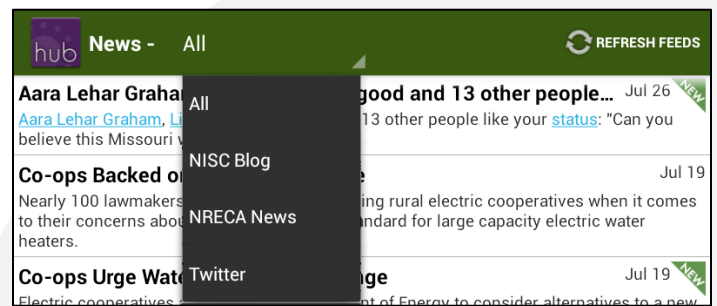 hub News - All REFRESH FEEDS
Aara Lehar Graha good and 13 other people... Jul 26 NEW
Aara Lehar Graham, Li 13 other people like your status: "Can you
believe this Missouri
All
NISC Blog
Co-ops Backed o Jul 19
Nearly 100 lawmakers ing rural electric cooperatives when it comes
to their concerns abou ndard for large capacity electric water
heaters.
NRECA News
Twitter
Co-ops Urge Wat nge Jul 19 NEW
Electric cooperatives nt of Energy to consider alternatives to a new